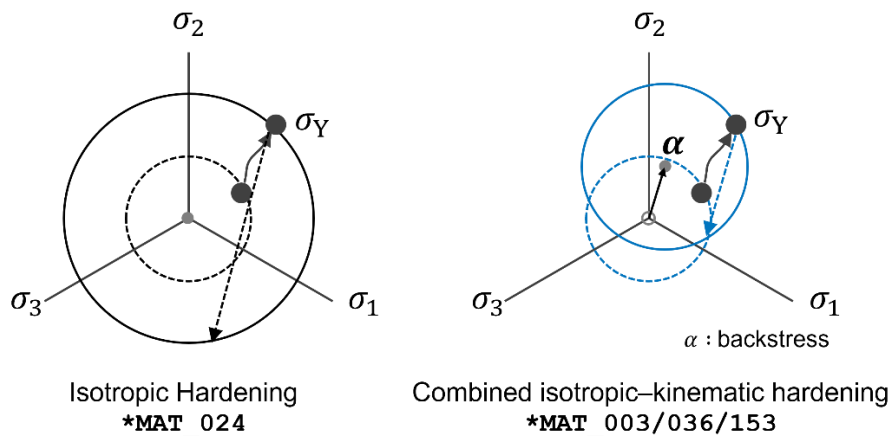 σ2
σY
σ3
σ1
Isotropic Hardening
*MAT 024
σ2
α
σY
σ3
σ1
α : backstress
Combined isotropic–kinematic hardening
*MAT 003/036/153